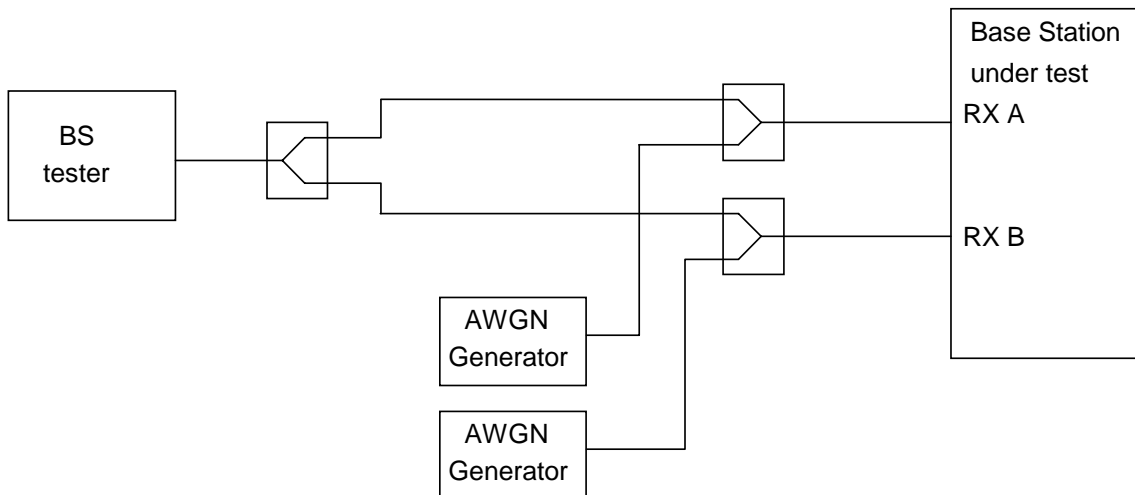 BS
tester
Base Station
under test
RX A
RX B
AWGN
Generator
AWGN
Generator